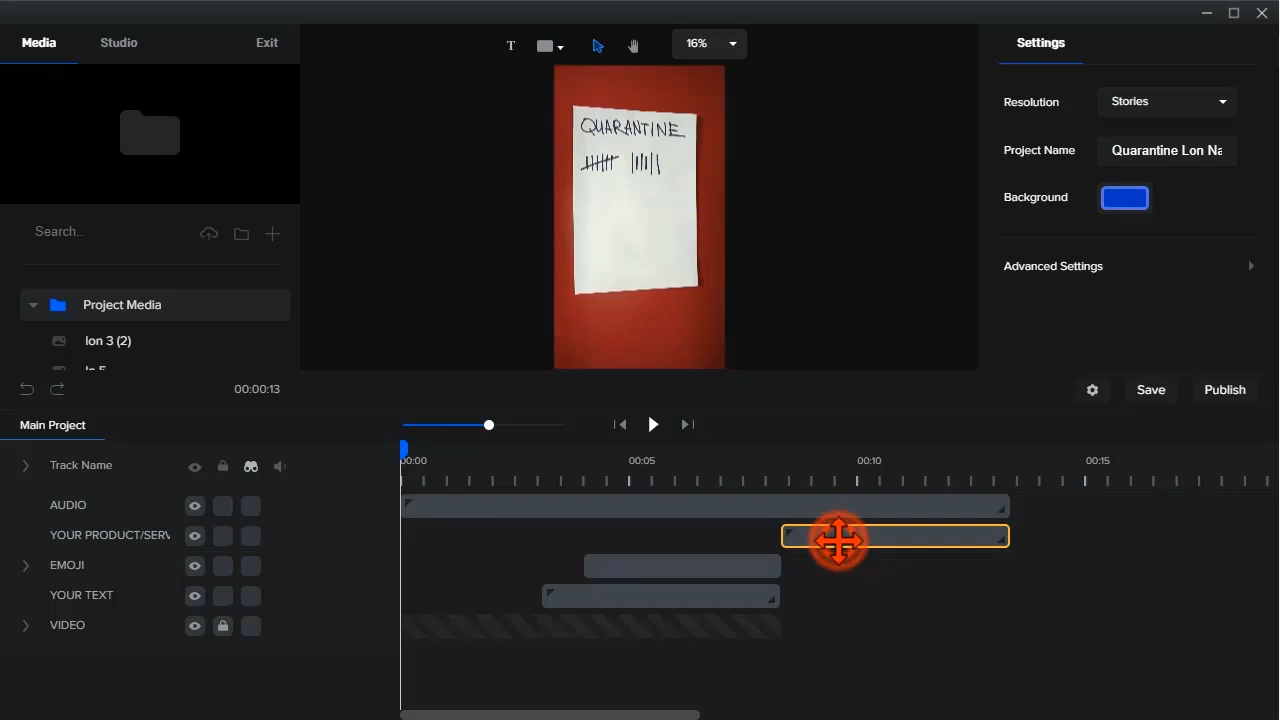 Media Studio Exit
T 16%
QUARANTINE
Settings
Resolution Stories
Project Name Quarantine Lon Na
Background
Advanced Settings
Search..
Project Media
lon 3 (2)
00:00:13
Save Publish
Main Project
Track Name
00:00 00:05 00:10 00:15
AUDIO
YOUR PRODUCT/SERV
EMOJI
YOUR TEXT
VIDEO